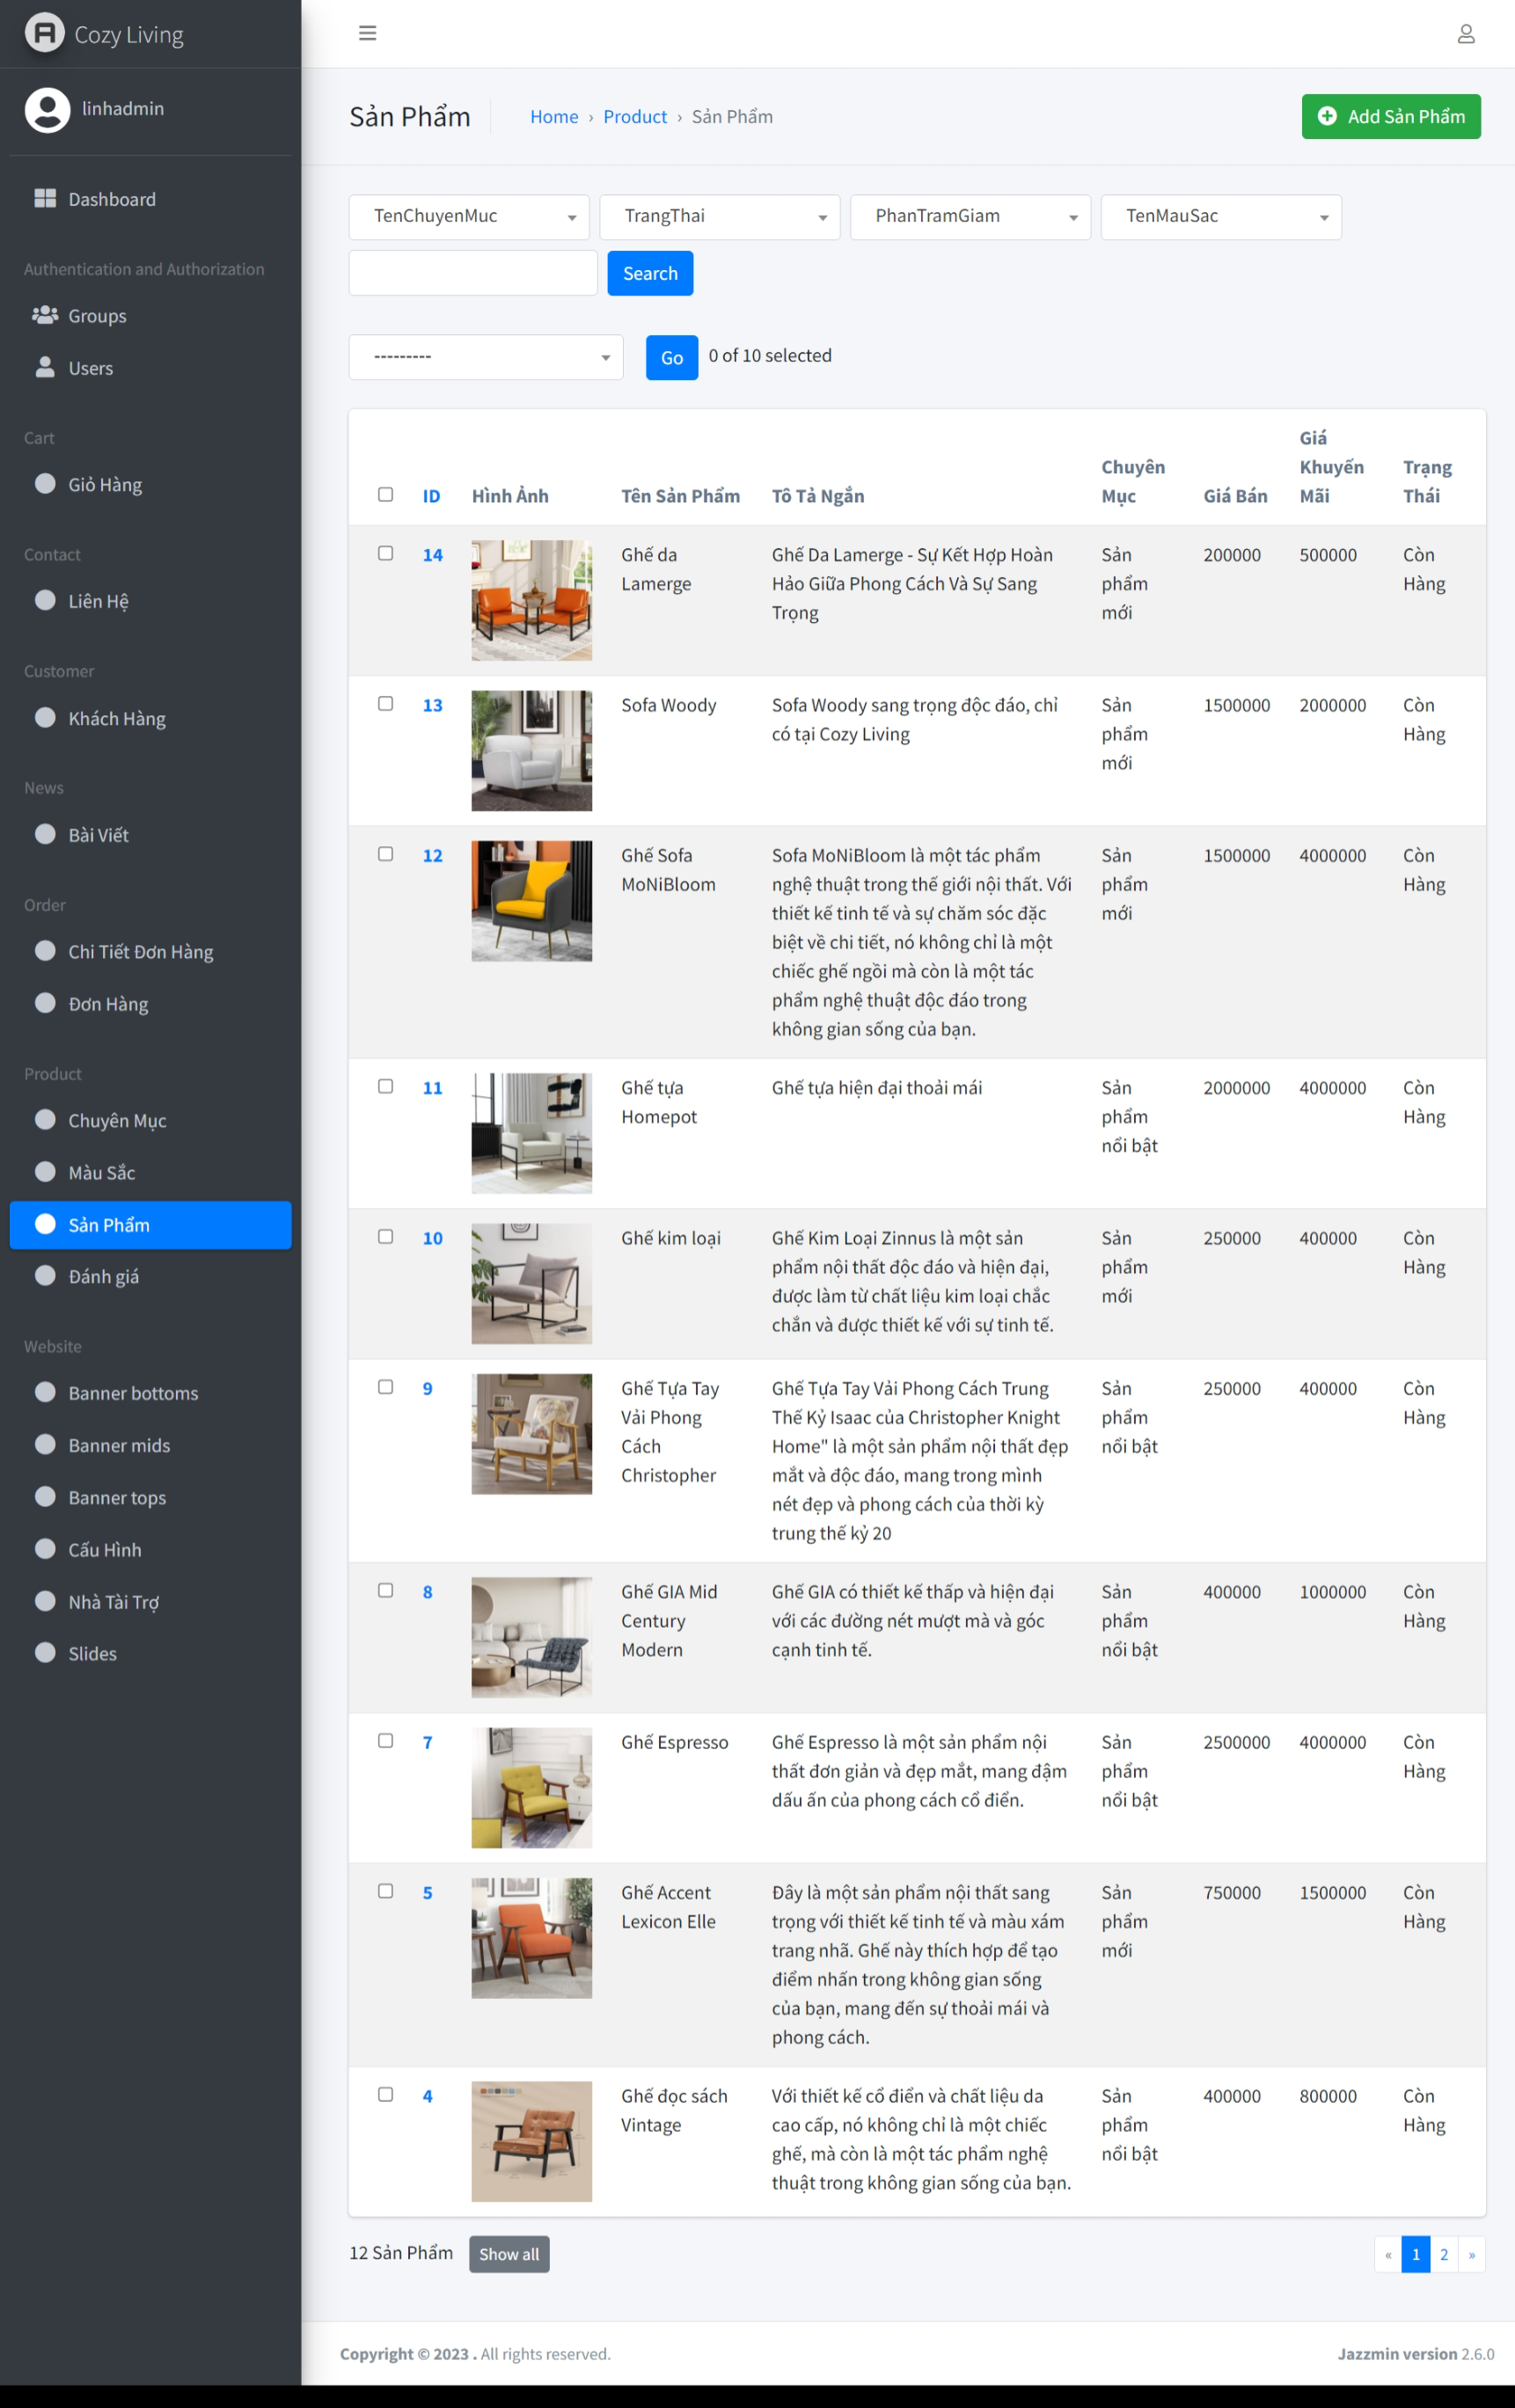 Cozy Living
linhadmin
Dashboard
Authentication and Authorization
Groups
Users
Cart
Giỏ Hàng
Contact
Liên Hệ
Customer
Khách Hàng
News
Bài Viết
Order
Chi Tiết Đơn Hàng
Đơn Hàng
Product
Chuyên Mục
Màu Sắc
Sản Phẩm
Đánh giá
Website
Banner bottoms
Banner mids
Banner tops
Cấu Hình
Nhà Tài Trợ
Slides
Sản Phẩm
Home › Product › Sản Phẩm
Add Sản Phẩm
TenChuyenMuc
TrangThai
PhanTramGiam
TenMauSac
Search
---------
Go
0 of 10 selected
ID
Hình Ảnh
Tên Sản Phẩm
Tô Tả Ngắn
Chuyên
Mục
Giá Bán
Giá
Khuyến
Mãi
Trạng
Thái
14
Ghế da
Lamerge
Ghế Da Lamerge - Sự Kết Hợp Hoàn
Hảo Giữa Phong Cách Và Sự Sang
Trọng
Sản
phẩm
mới
200000
500000
Còn
Hàng
13
Sofa Woody
Sofa Woody sang trọng độc đáo, chỉ
có tại Cozy Living
Sản
phẩm
mới
1500000
2000000
Còn
Hàng
12
Ghế Sofa
MoNiBloom
Sofa MoNiBloom là một tác phẩm
nghệ thuật trong thế giới nội thất. Với
thiết kế tinh tế và sự chăm sóc đặc
biệt về chi tiết, nó không chỉ là một
chiếc ghế ngồi mà còn là một tác
phẩm nghệ thuật độc đáo trong
không gian sống của bạn.
Sản
phẩm
mới
1500000
4000000
Còn
Hàng
11
Ghế tựa
Homepot
Ghế tựa hiện đại thoải mái
Sản
phẩm
nổi bật
2000000
4000000
Còn
Hàng
10
Ghế kim loại
Ghế Kim Loại Zinnus là một sản
phẩm nội thất độc đáo và hiện đại,
được làm từ chất liệu kim loại chắc
chắn và được thiết kế với sự tinh tế.
Sản
phẩm
mới
250000
400000
Còn
Hàng
9
Ghế Tựa Tay
Vải Phong
Cách
Christopher
Ghế Tựa Tay Vải Phong Cách Trung
Thế Kỷ Isaac của Christopher Knight
Home" là một sản phẩm nội thất đẹp
mắt và độc đáo, mang trong mình
nét đẹp và phong cách của thời kỳ
trung thế kỷ 20
Sản
phẩm
nổi bật
250000
400000
Còn
Hàng
8
Ghế GIA Mid
Century
Modern
Ghế GIA có thiết kế thấp và hiện đại
với các đường nét mượt mà và góc
cạnh tinh tế.
Sản
phẩm
nổi bật
400000
1000000
Còn
Hàng
7
Ghế Espresso
Ghế Espresso là một sản phẩm nội
thất đơn giản và đẹp mắt, mang đậm
dấu ấn của phong cách cổ điển.
Sản
phẩm
nổi bật
2500000
4000000
Còn
Hàng
5
Ghế Accent
Lexicon Elle
Đây là một sản phẩm nội thất sang
trọng với thiết kế tinh tế và màu xám
trang nhã. Ghế này thích hợp để tạo
điểm nhấn trong không gian sống
của bạn, mang đến sự thoải mái và
phong cách.
Sản
phẩm
mới
750000
1500000
Còn
Hàng
4
Ghế đọc sách
Vintage
Với thiết kế cổ điển và chất liệu da
cao cấp, nó không chỉ là một chiếc
ghế, mà còn là một tác phẩm nghệ
thuật trong không gian sống của bạn.
Sản
phẩm
nổi bật
400000
800000
Còn
Hàng
12 Sản Phẩm
Show all
« 1 2 »
Copyright © 2023 . All rights reserved.
Jazzmin version 2.6.0